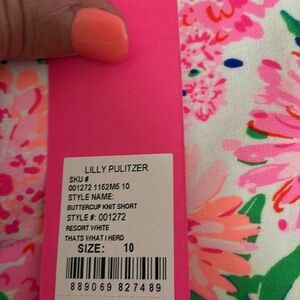 LILLY PULITZER
SKU #
001272 1152M5 10
STYLE NAME:
BUTTERCUP KNIT SHORT
STYLE #: 001272
RESORT WHITE
THATS WHAT I HERD
SIZE: 10
889069 827489